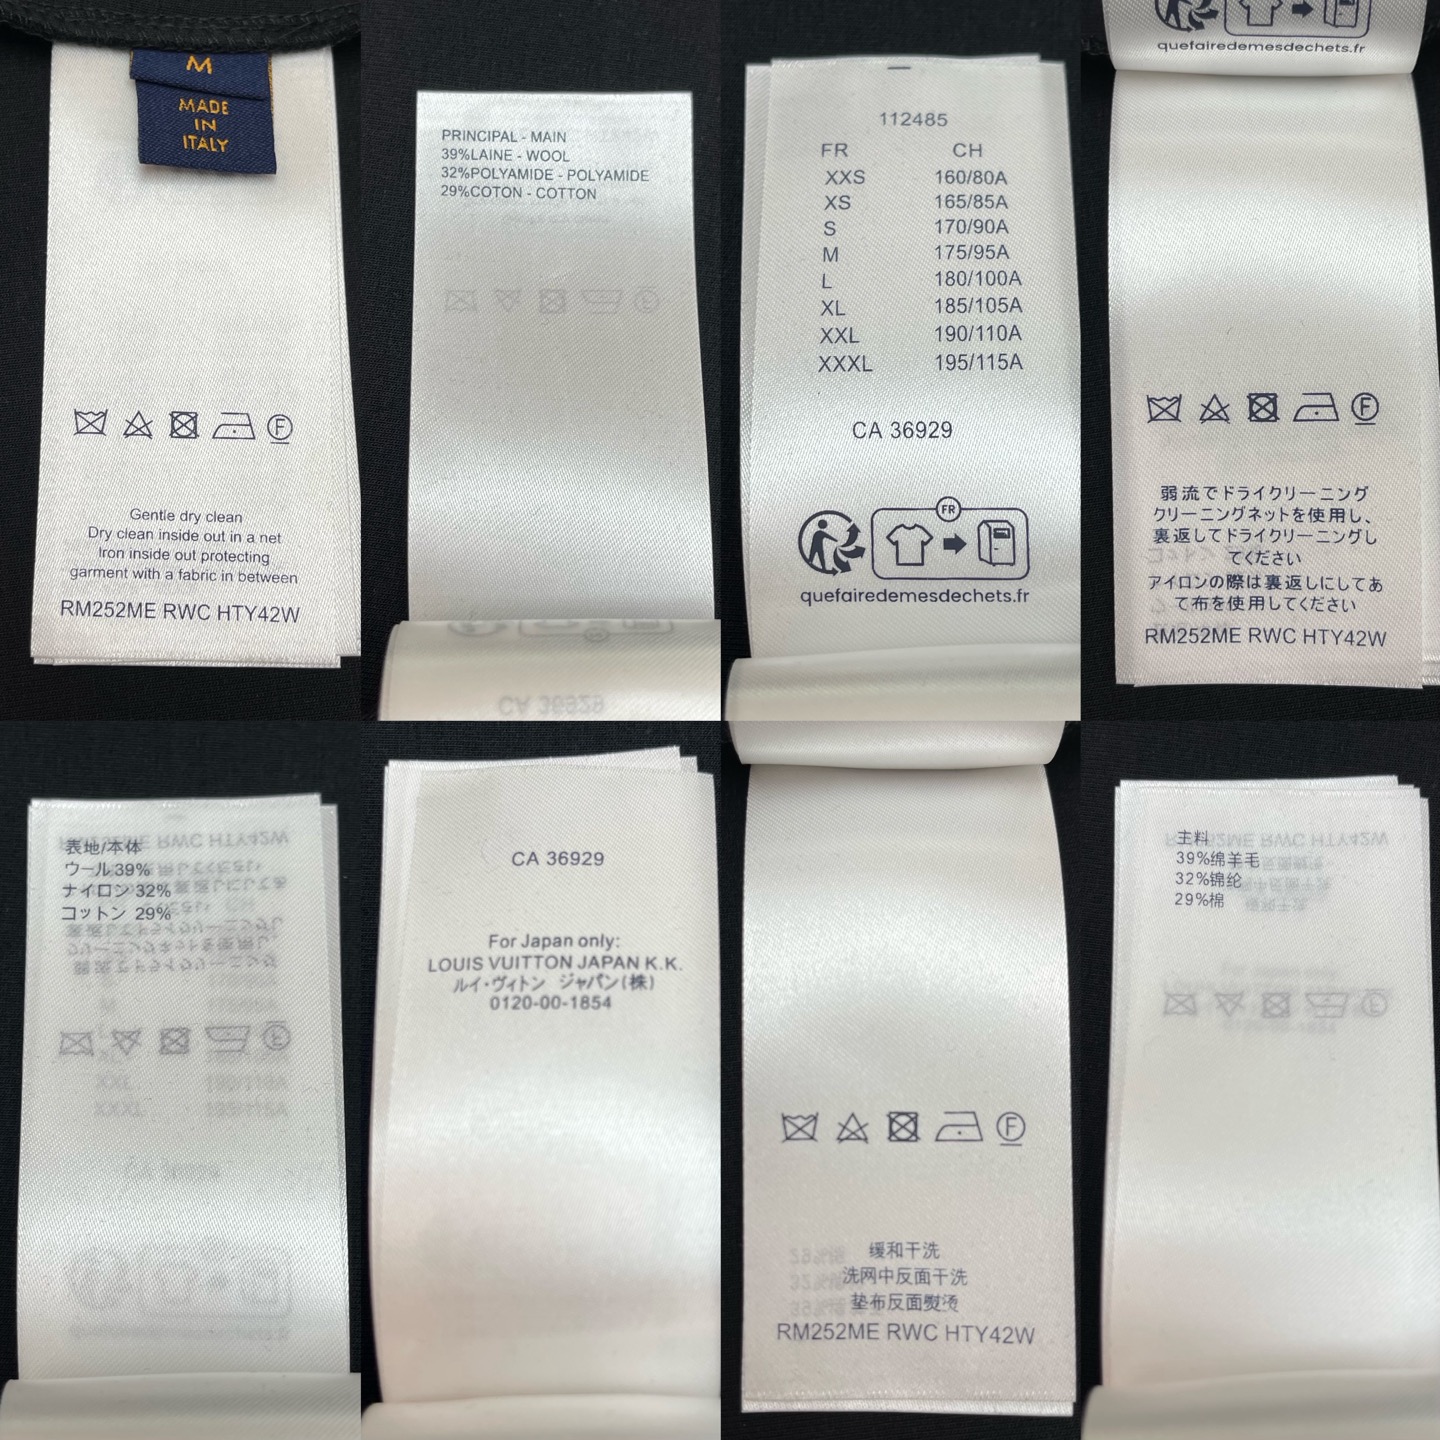 M
MADE
IN
ITALY
F
Gentle dry clean
Dry clean inside out in a net
Iron inside out protecting
garment with a fabric in between
RM252ME RWC HTY42W
PRINCIPAL - MAIN
39%LAINE - WOOL
32%POLYAMIDE - POLYAMIDE
29%COTON - COTTON
CA 36929
112485
FR CH
XXS 160/80A
XS 165/85A
S 170/90A
M 175/95A
L 180/100A
XL 185/105A
XXL 190/110A
XXXL 195/115A
CA 36929
FR
quefairedemesdechets.fr
quefairedemesdechets.fr
F
弱流でドライクリーニング
クリーニングネットを使用し、
裏返してドライクリーニングし
てください
アイロンの際は裏返しにしてあ
て布を使用してください
RM252ME RWC HTY42W
表地/本体
ウール39%
ナイロン 32%
コットン 29%
CA 36929
For Japan only:
LOUIS VUITTON JAPAN K.K.
ルイ・ヴィトン ジャパン(株)
0120-00-1854
F
缓和干洗
洗网中反面干洗
垫布反面熨烫
RM252ME RWC HTY42W
主料
39%绵羊毛
32%锦纶
29%棉